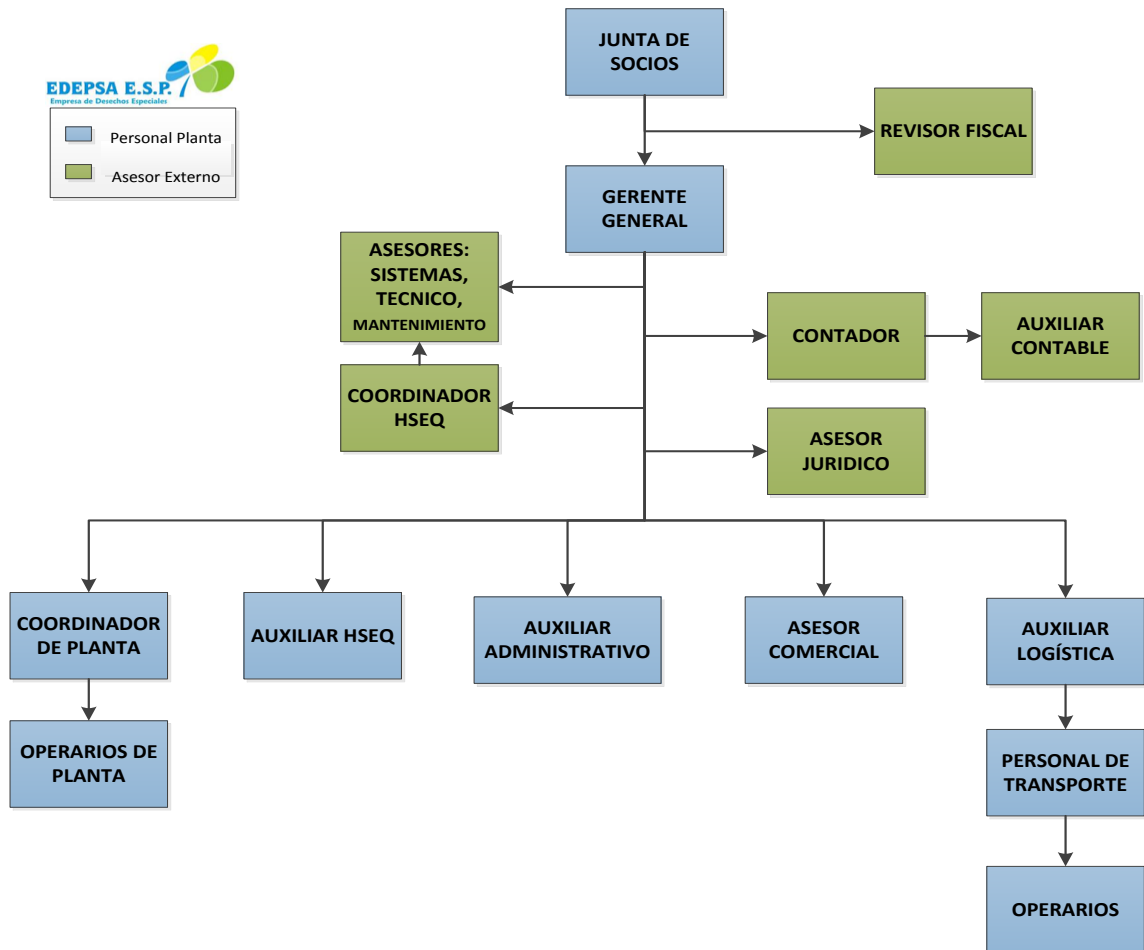 JUNTA DE
SOCIOS
EDEPSA E.S.P.
Empresa de Desechos Especiales
Personal Planta
Asesor Externo
REVISOR FISCAL
GERENTE
GENERAL
ASESORES:
SISTEMAS,
TECNICO,
MANTENIMIENTO
CONTADOR
AUXILIAR
CONTABLE
COORDINADOR
HSEQ
ASESOR
JURIDICO
COORDINADOR
DE PLANTA
AUXILIAR HSEQ
AUXILIAR
ADMINISTRATIVO
ASESOR
COMERCIAL
AUXILIAR
LOGÍSTICA
OPERARIOS DE
PLANTA
PERSONAL DE
TRANSPORTE
OPERARIOS